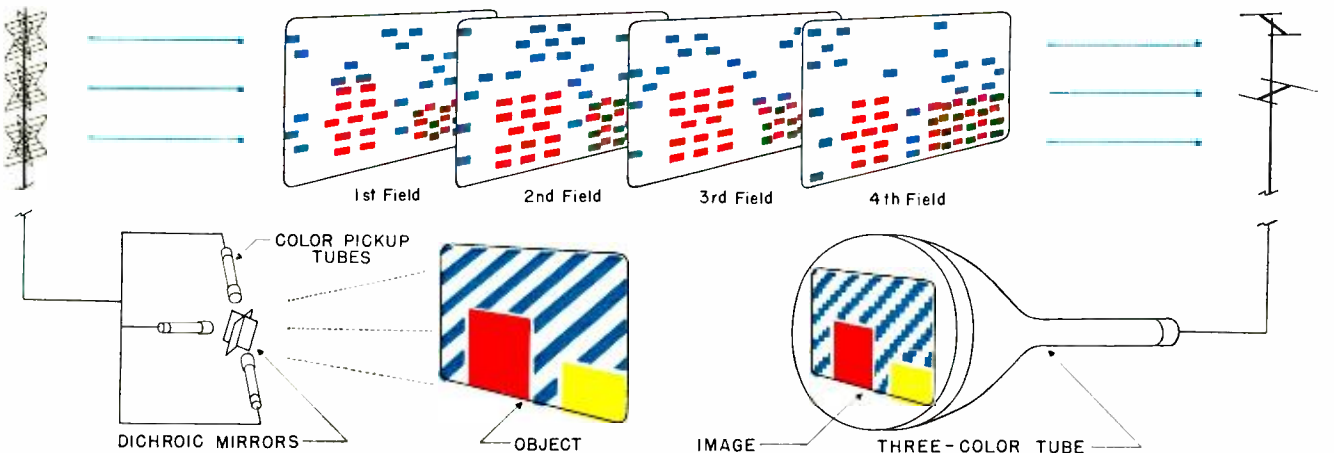 1st Field
2nd Field
3rd Field
4th Field
COLOR PICKUP
TUBES
DICHROIC MIRRORS
OBJECT
IMAGE
THREE-COLOR TUBE